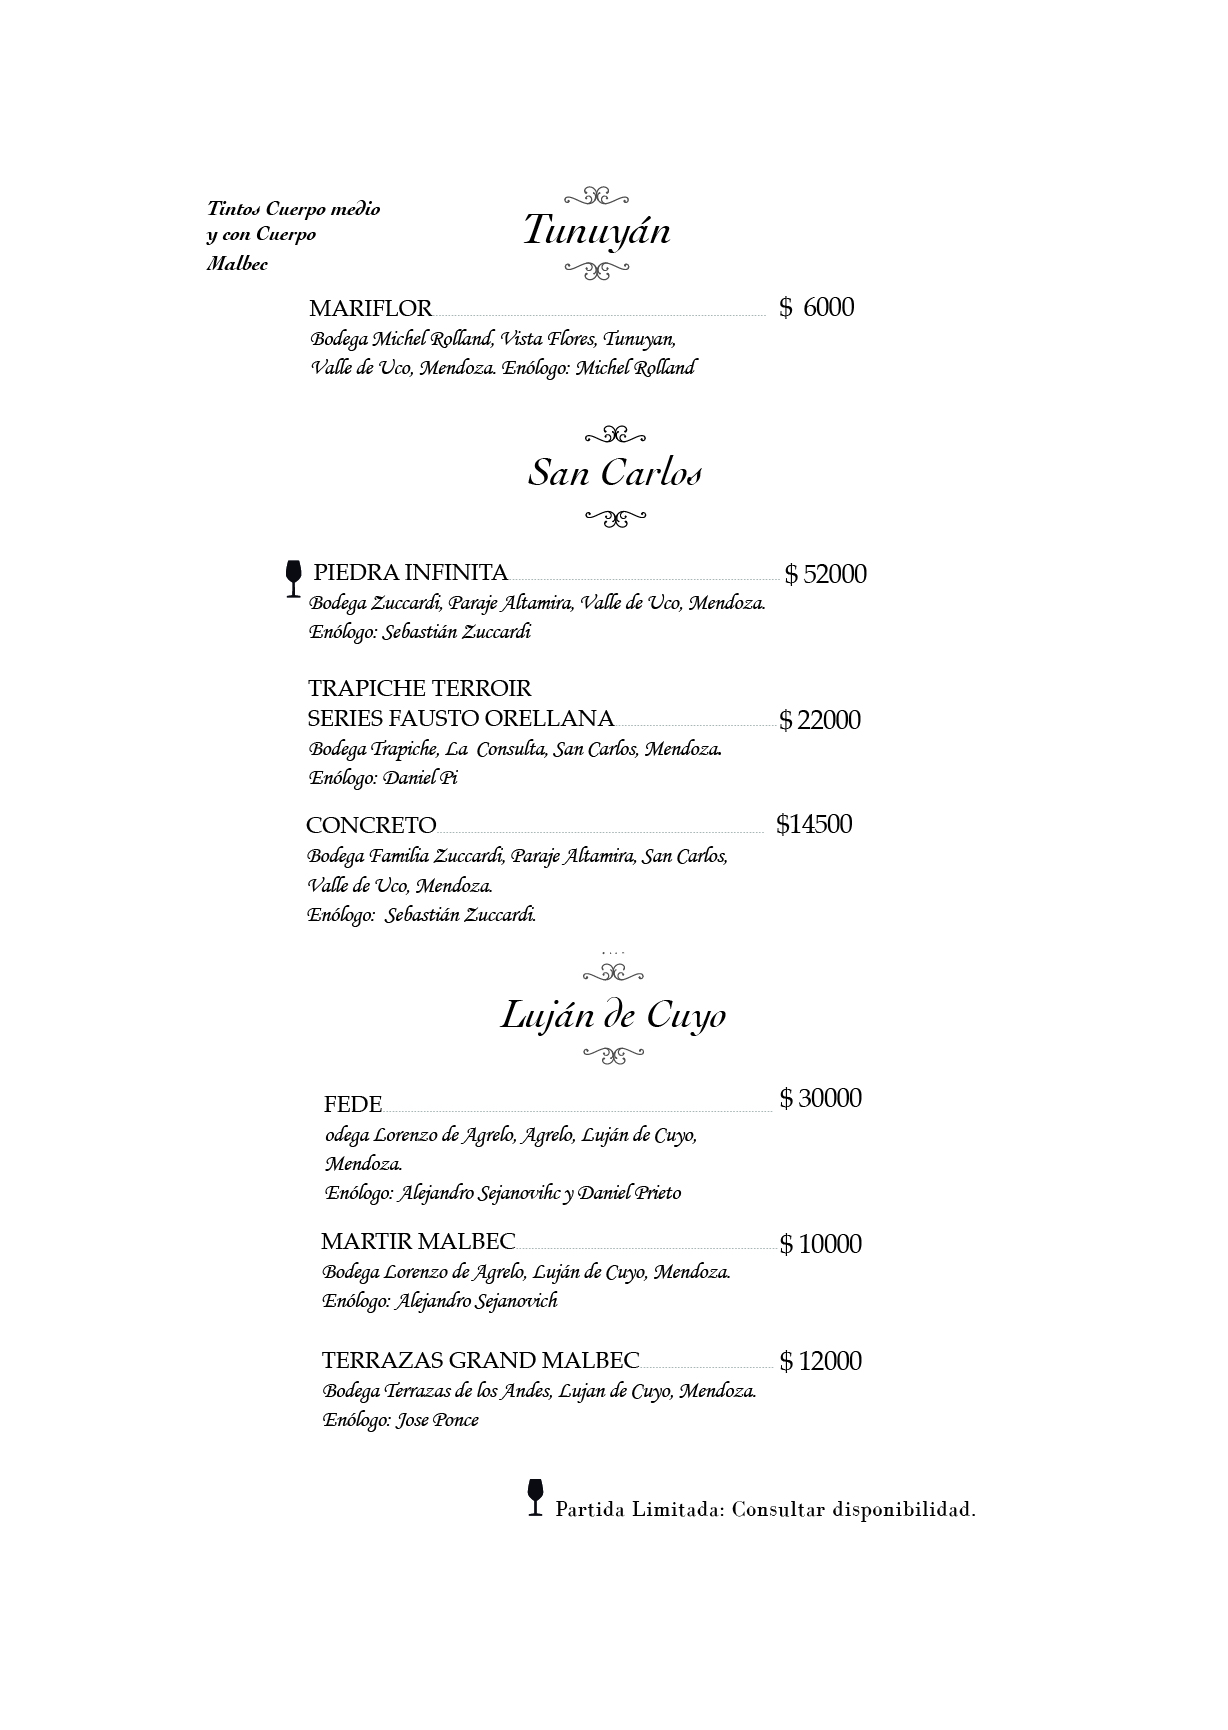 Tintos Cuerpo medio
y con Cuerpo
Malbec
Tunuyán
MARIFLOR $ 6000
Bodega Michel Rolland, Vista Flores, Tunuyan,
Valle de Uco, Mendoza. Enólogo: Michel Rolland
San Carlos
PIEDRA INFINITA $ 52000
Bodega Zuccardi, Paraje Altamira, Valle de Uco, Mendoza.
Enólogo: Sebastián Zuccardi
TRAPICHE TERROIR
SERIES FAUSTO ORELLANA $ 22000
Bodega Trapiche, La Consulta, San Carlos, Mendoza.
Enólogo: Daniel Pi
CONCRETO $14500
Bodega Familia Zuccardi, Paraje Altamira, San Carlos,
Valle de Uco, Mendoza.
Enólogo: Sebastián Zuccardi.
Luján de Cuyo
FEDE $ 30000
odega Lorenzo de Agrelo, Agrelo, Luján de Cuyo,
Mendoza.
Enólogo: Alejandro Sejanovihc y Daniel Prieto
MARTIR MALBEC $ 10000
Bodega Lorenzo de Agrelo, Luján de Cuyo, Mendoza.
Enólogo: Alejandro Sejanovich
TERRAZAS GRAND MALBEC $ 12000
Bodega Terrazas de los Andes, Lujan de Cuyo, Mendoza.
Enólogo: Jose Ponce
Partida Limitada: Consultar disponibilidad.